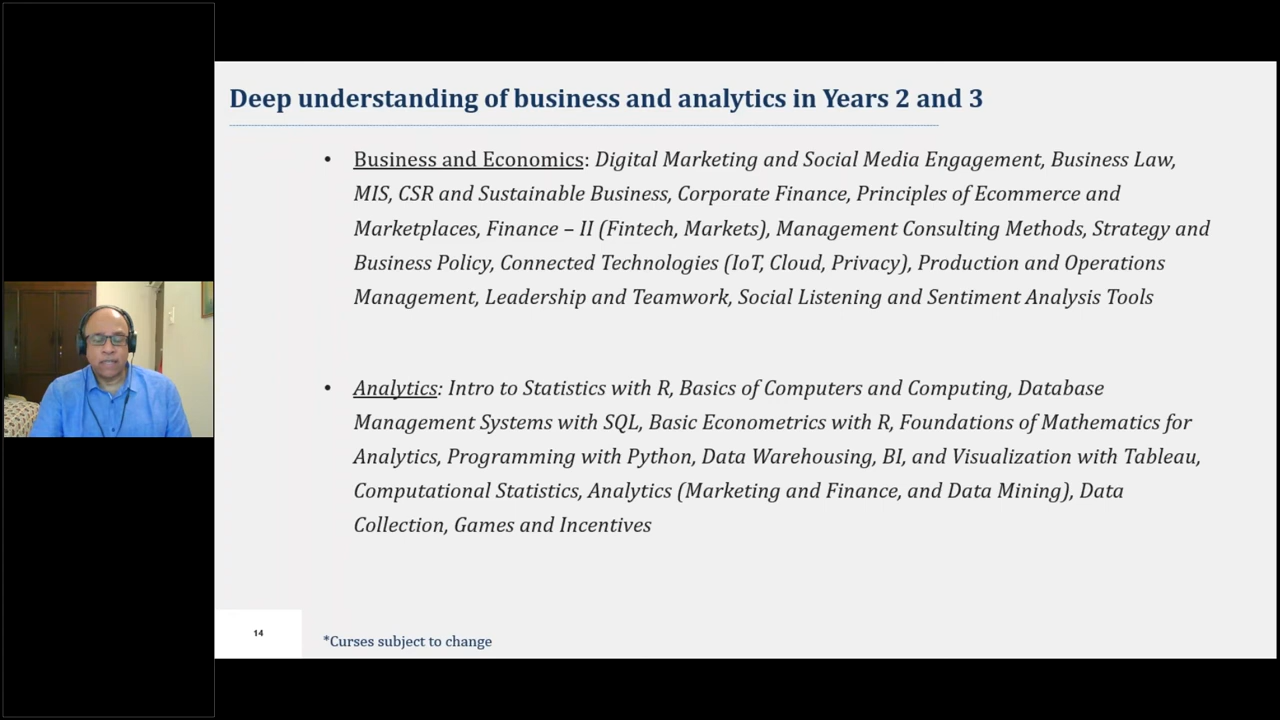 Deep understanding of business and analytics in Years 2 and 3
• Business and Economics: Digital Marketing and Social Media Engagement, Business Law,
MIS, CSR and Sustainable Business, Corporate Finance, Principles of Ecommerce and
Marketplaces, Finance – II (Fintech, Markets), Management Consulting Methods, Strategy and
Business Policy, Connected Technologies (IoT, Cloud, Privacy), Production and Operations
Management, Leadership and Teamwork, Social Listening and Sentiment Analysis Tools
• Analytics: Intro to Statistics with R, Basics of Computers and Computing, Database
Management Systems with SQL, Basic Econometrics with R, Foundations of Mathematics for
Analytics, Programming with Python, Data Warehousing, BI, and Visualization with Tableau,
Computational Statistics, Analytics (Marketing and Finance, and Data Mining), Data
Collection, Games and Incentives
14
*Curses subject to change